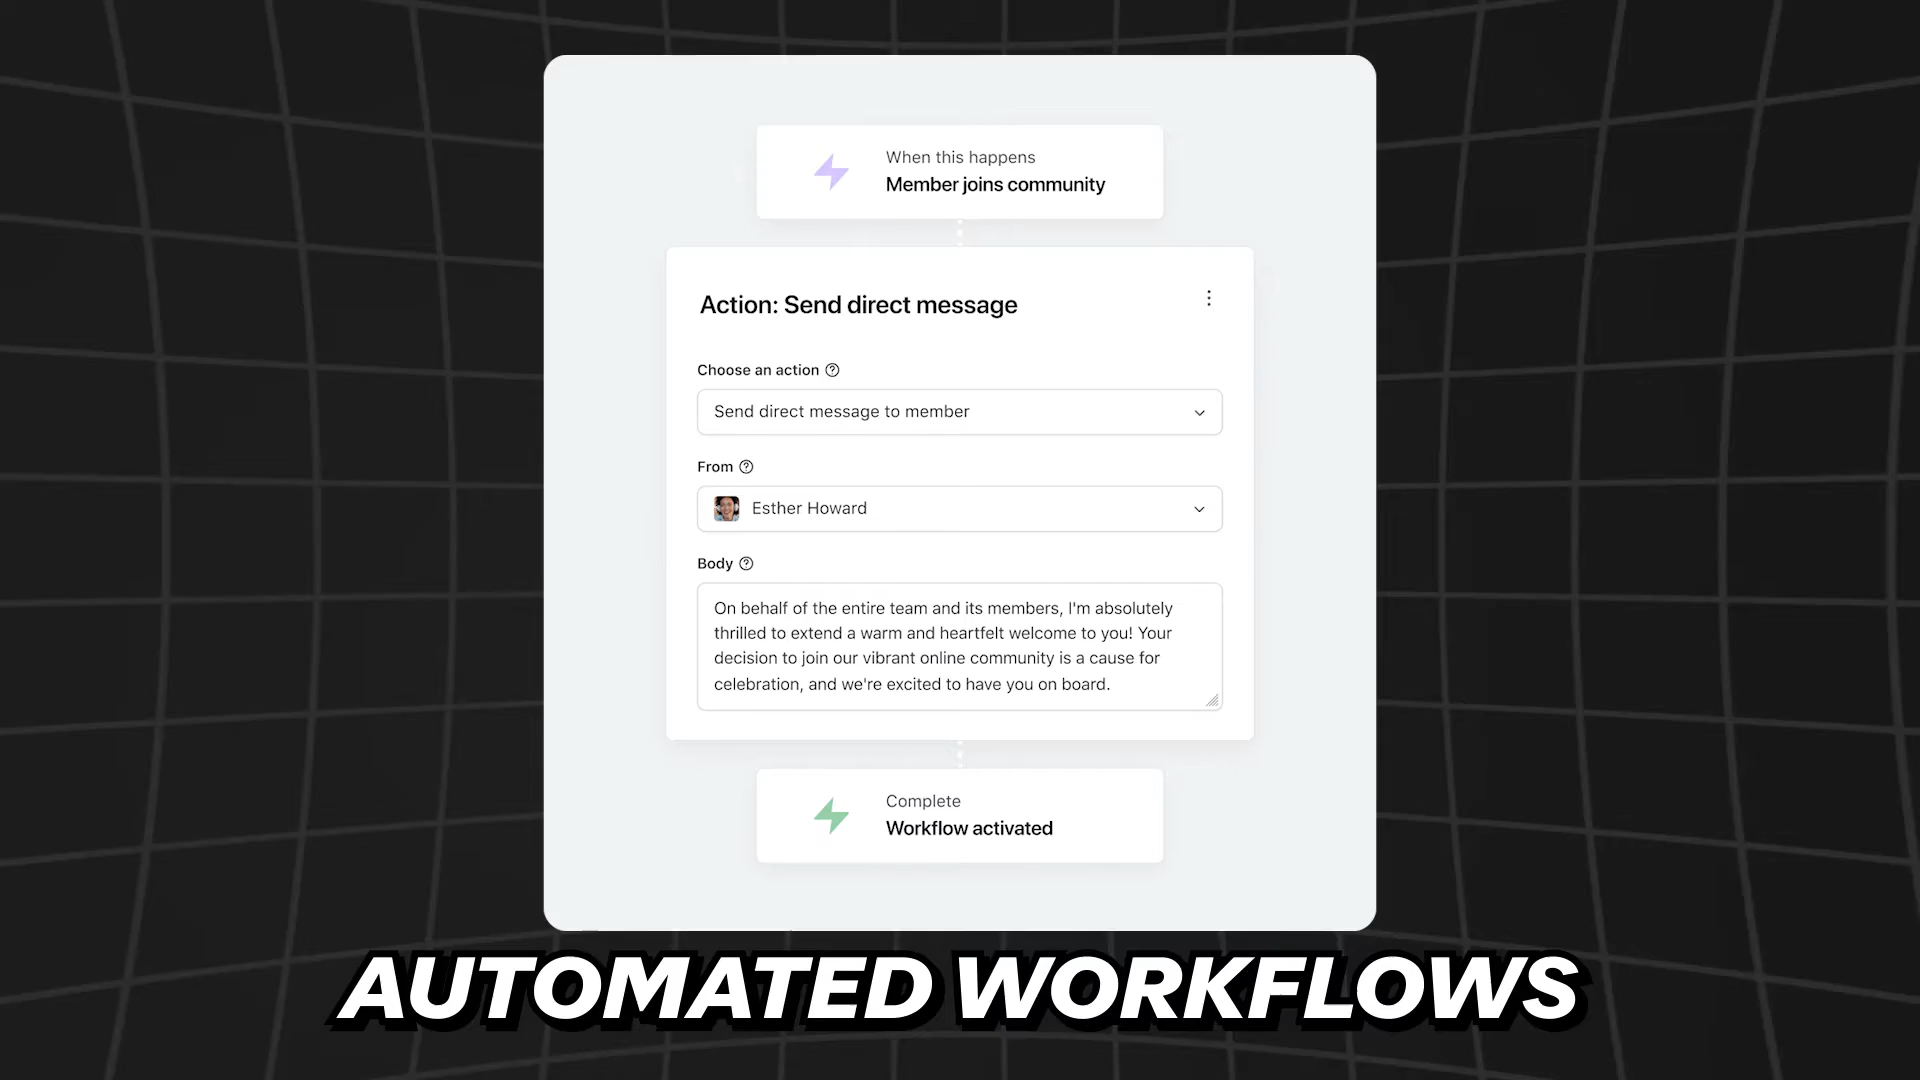 When this happens
Member joins community
Action: Send direct message
Choose an action
Send direct message to member
From
Esther Howard
Body
On behalf of the entire team and its members, I'm absolutely
thrilled to extend a warm and heartfelt welcome to you! Your
decision to join our vibrant online community is a cause for
celebration, and we're excited to have you on board.
Complete
Workflow activated
AUTOMATED WORKFLOWS